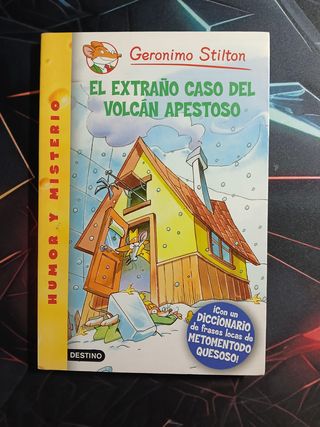 Geronimo Stilton
EL EXTRAÑO CASO DEL
VOLCÁN APESTOSO
HUMOR Y MISTERIO
¡Con un
DICCIONARIO
de frases locas de
METOMENTODO
QUESOSO!
DESTINO